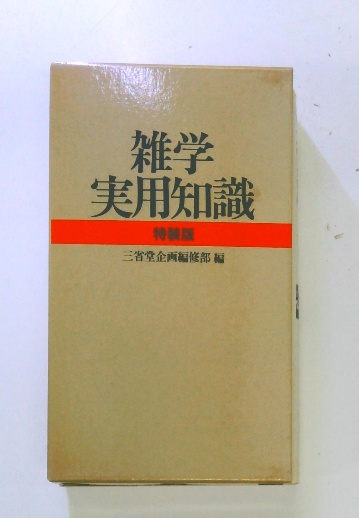 雑学
実用知識
特装版
三省堂企画編修部 編